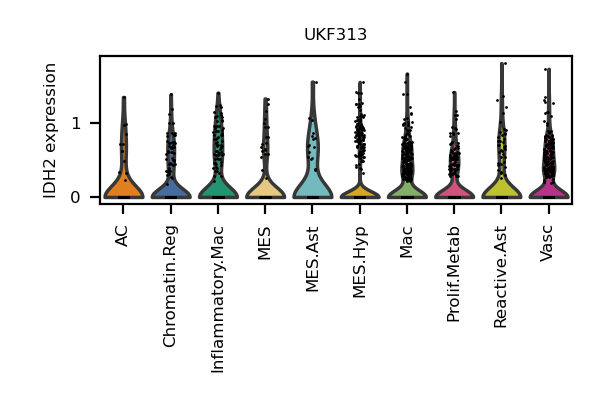 UKF313
IDH2 expression
1
0
AC
Chromatin.Reg
Inflammatory.Mac
MES
MES.Ast
MES.Hyp
Mac
Prolif.Metab
Reactive.Ast
Vasc